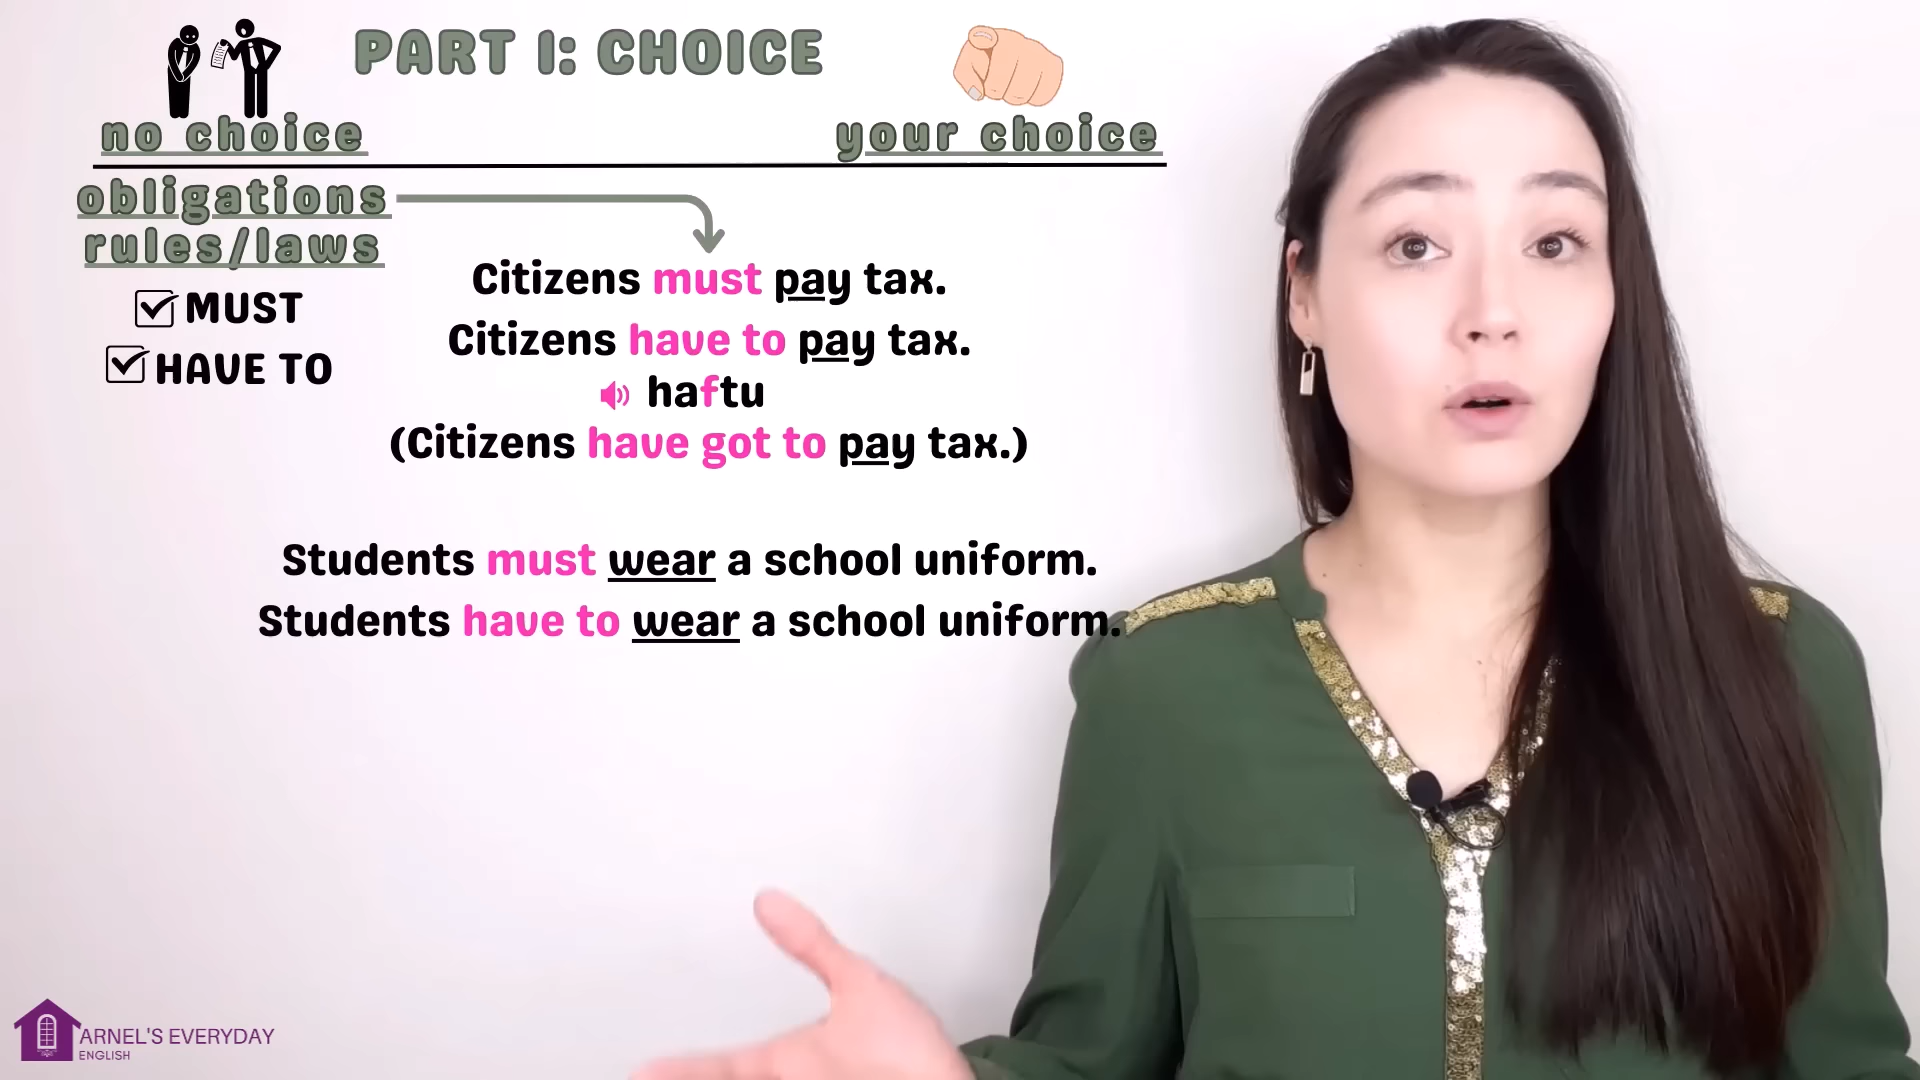 PART 1: CHOICE
no choice
your choice
obligations
rules/laws
MUST
HAVE TO
Citizens must pay tax.
Citizens have to pay tax.
haftu
(Citizens have got to pay tax.)
Students must wear a school uniform.
Students have to wear a school uniform.
ARNEL'S EVERYDAY
ENGLISH